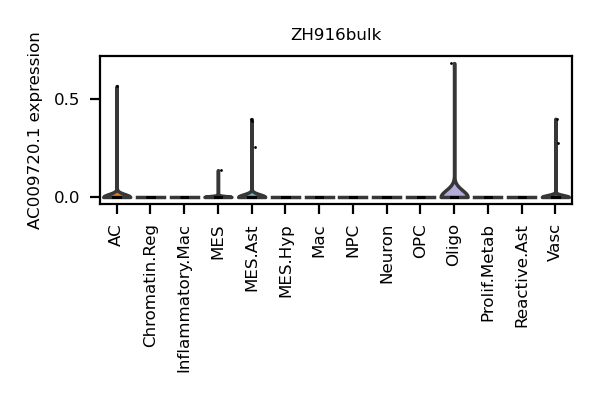 ZH916bulk
AC009720.1 expression
0.5
0.0
AC
Chromatin.Reg
Inflammatory.Mac
MES
MES.Ast
MES.Hyp
Mac
NPC
Neuron
OPC
Oligo
Prolif.Metab
Reactive.Ast
Vasc